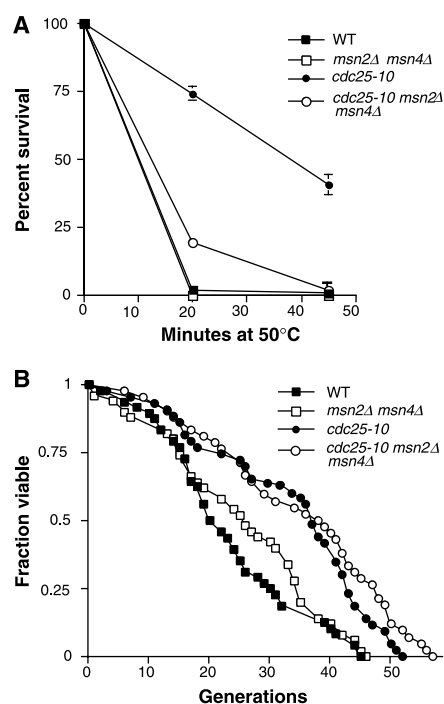 A
100
75
50
25
0
Percent survival
0
10
20
30
40
50
Minutes at 50°C
WT
msn2Δ msn4Δ
cdc25-10
cdc25-10 msn2Δ
msn4Δ
B
1
0.75
0.5
0.25
0
Fraction viable
0
10
20
30
40
50
Generations
WT
msn2Δ msn4Δ
cdc25-10
cdc25-10 msn2Δ
msn4Δ